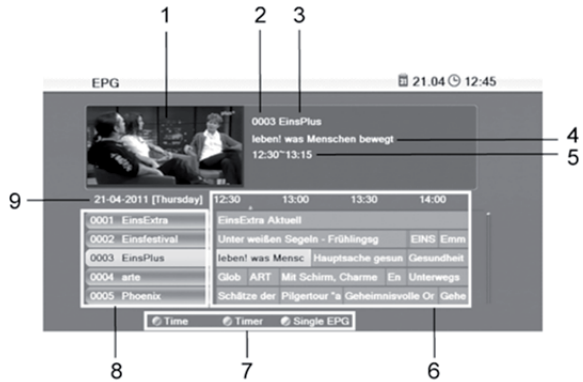 1 2 3
EPG 21.04 12:45
0003 EinsPlus
leben! was Menschen bewegt 4
12:30~13:15 5
9 21-04-2011 [Thursday] 12:30 13:00 13:30 14:00
0001 EinsExtra EinsExtra Aktuell
0002 Einsfestival Unter weißen Segeln - Frühlingsg EINS Emm
0003 EinsPlus leben! was Mensc Hauptsache gesun Gesundheit
0004 arte Glob ART Mit Schirm, Charme En Unterwegs
0005 Phoenix Schätze der Pilgertour "a Geheimnisvolle Or Gehe
Time Timer Single EPG
8 7 6